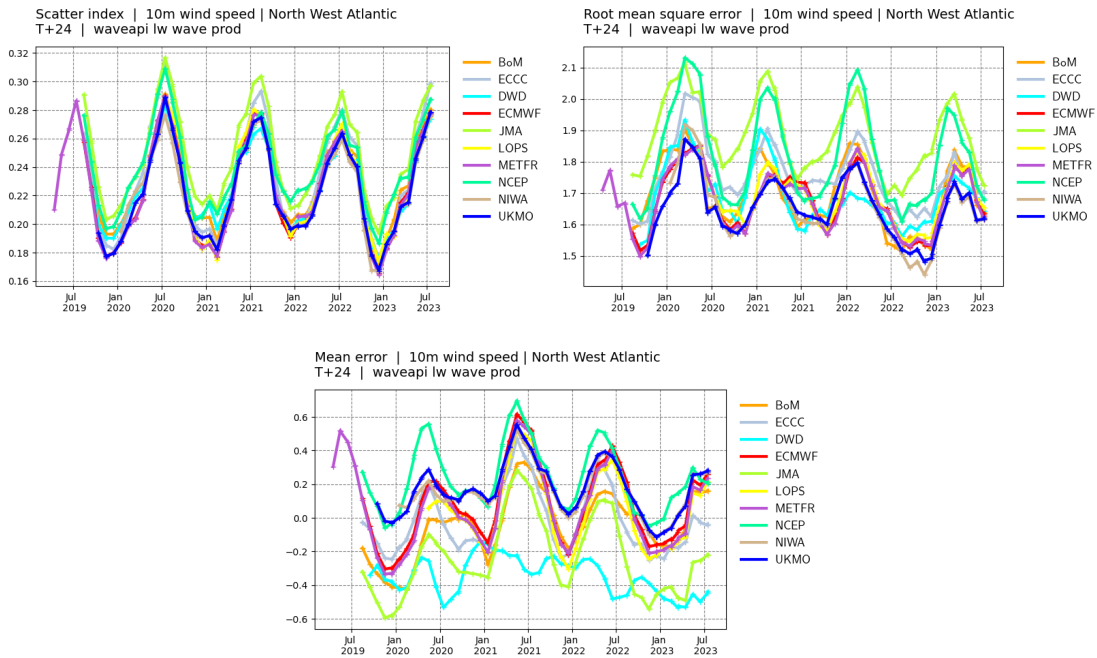 Scatter index | 10m wind speed | North West Atlantic
T+24 | waveapi lw wave prod
0.32
0.30
0.28
0.26
0.24
0.22
0.20
0.18
0.16
Jul 2019
Jan 2020
Jul 2020
Jan 2021
Jul 2021
Jan 2022
Jul 2022
Jan 2023
Jul 2023
BoM
ECCC
DWD
ECMWF
JMA
LOPS
METFR
NCEP
NIWA
UKMO
Root mean square error | 10m wind speed | North West Atlantic
T+24 | waveapi lw wave prod
2.1
2.0
1.9
1.8
1.7
1.6
1.5
Jul 2019
Jan 2020
Jul 2020
Jan 2021
Jul 2021
Jan 2022
Jul 2022
Jan 2023
Jul 2023
BoM
ECCC
DWD
ECMWF
JMA
LOPS
METFR
NCEP
NIWA
UKMO
Mean error | 10m wind speed | North West Atlantic
T+24 | waveapi lw wave prod
0.6
0.4
0.2
0.0
−0.2
−0.4
−0.6
Jul 2019
Jan 2020
Jul 2020
Jan 2021
Jul 2021
Jan 2022
Jul 2022
Jan 2023
Jul 2023
BoM
ECCC
DWD
ECMWF
JMA
LOPS
METFR
NCEP
NIWA
UKMO